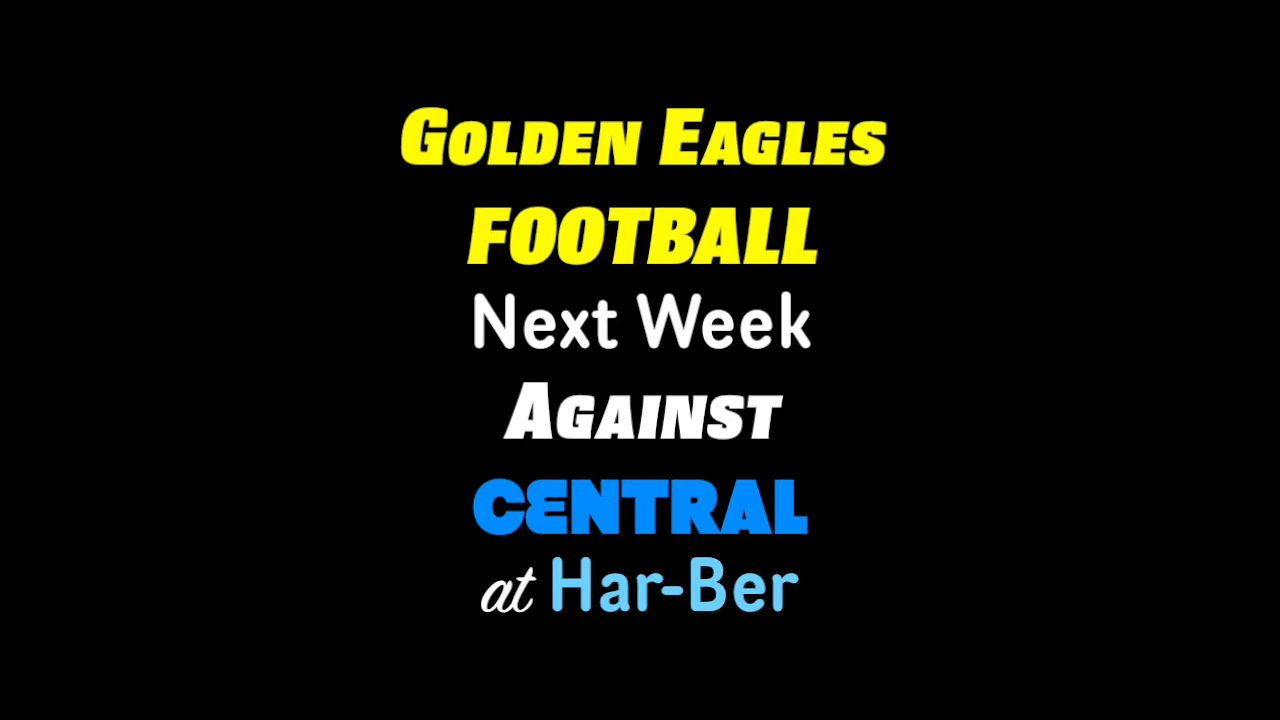 Golden Eagles
FOOTBALL
Next Week
Against
CENTRAL
at Har-Ber